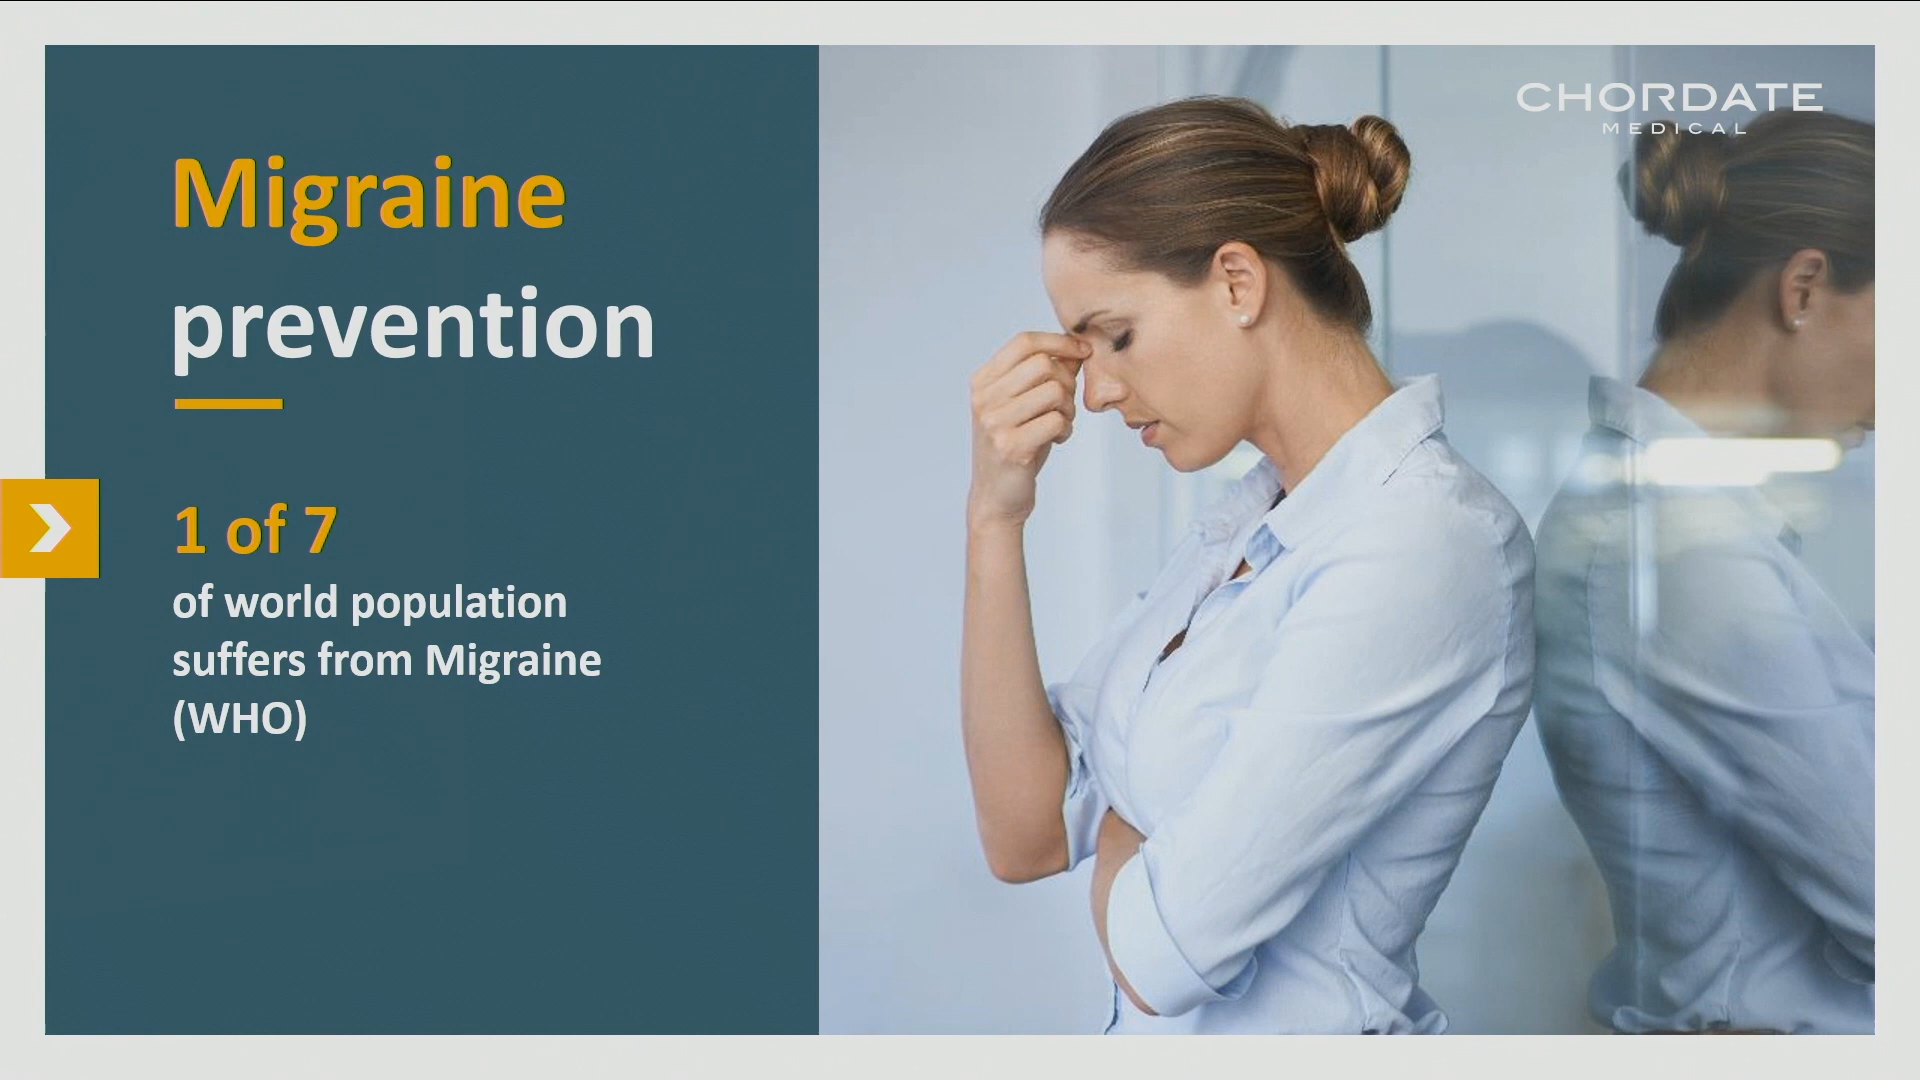 CHORDATE
MEDICAL
Migraine
prevention
1 of 7
of world population
suffers from Migraine
(WHO)